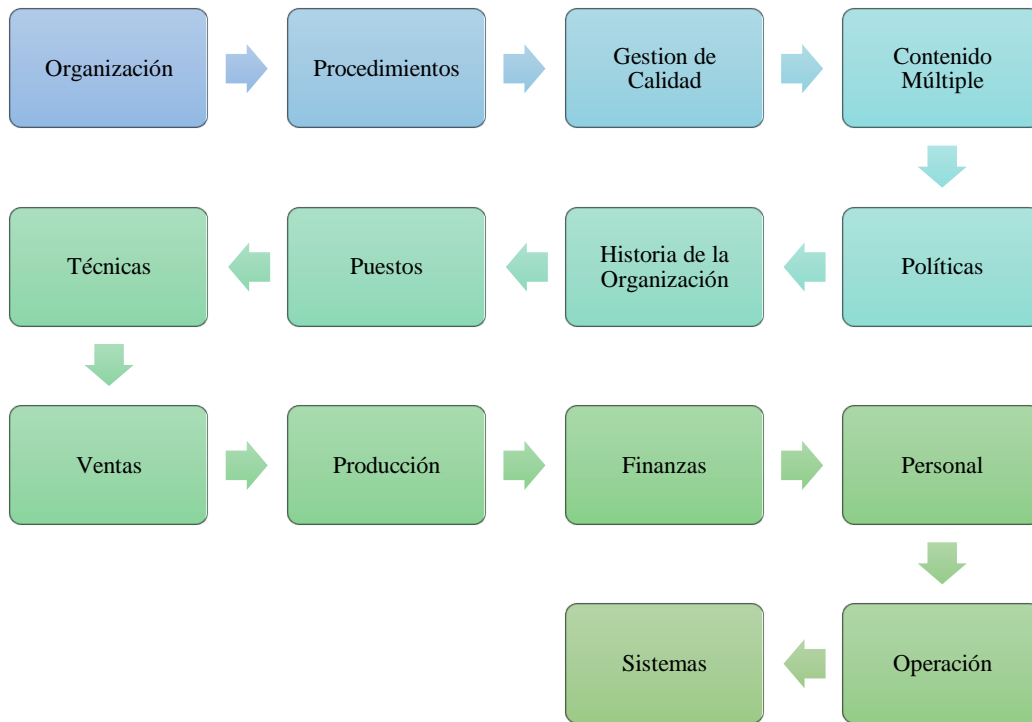 Organización
Procedimientos
Gestion de
Calidad
Contenido
Múltiple
Políticas
Historia de la
Organización
Puestos
Técnicas
Ventas
Producción
Finanzas
Personal
Operación
Sistemas